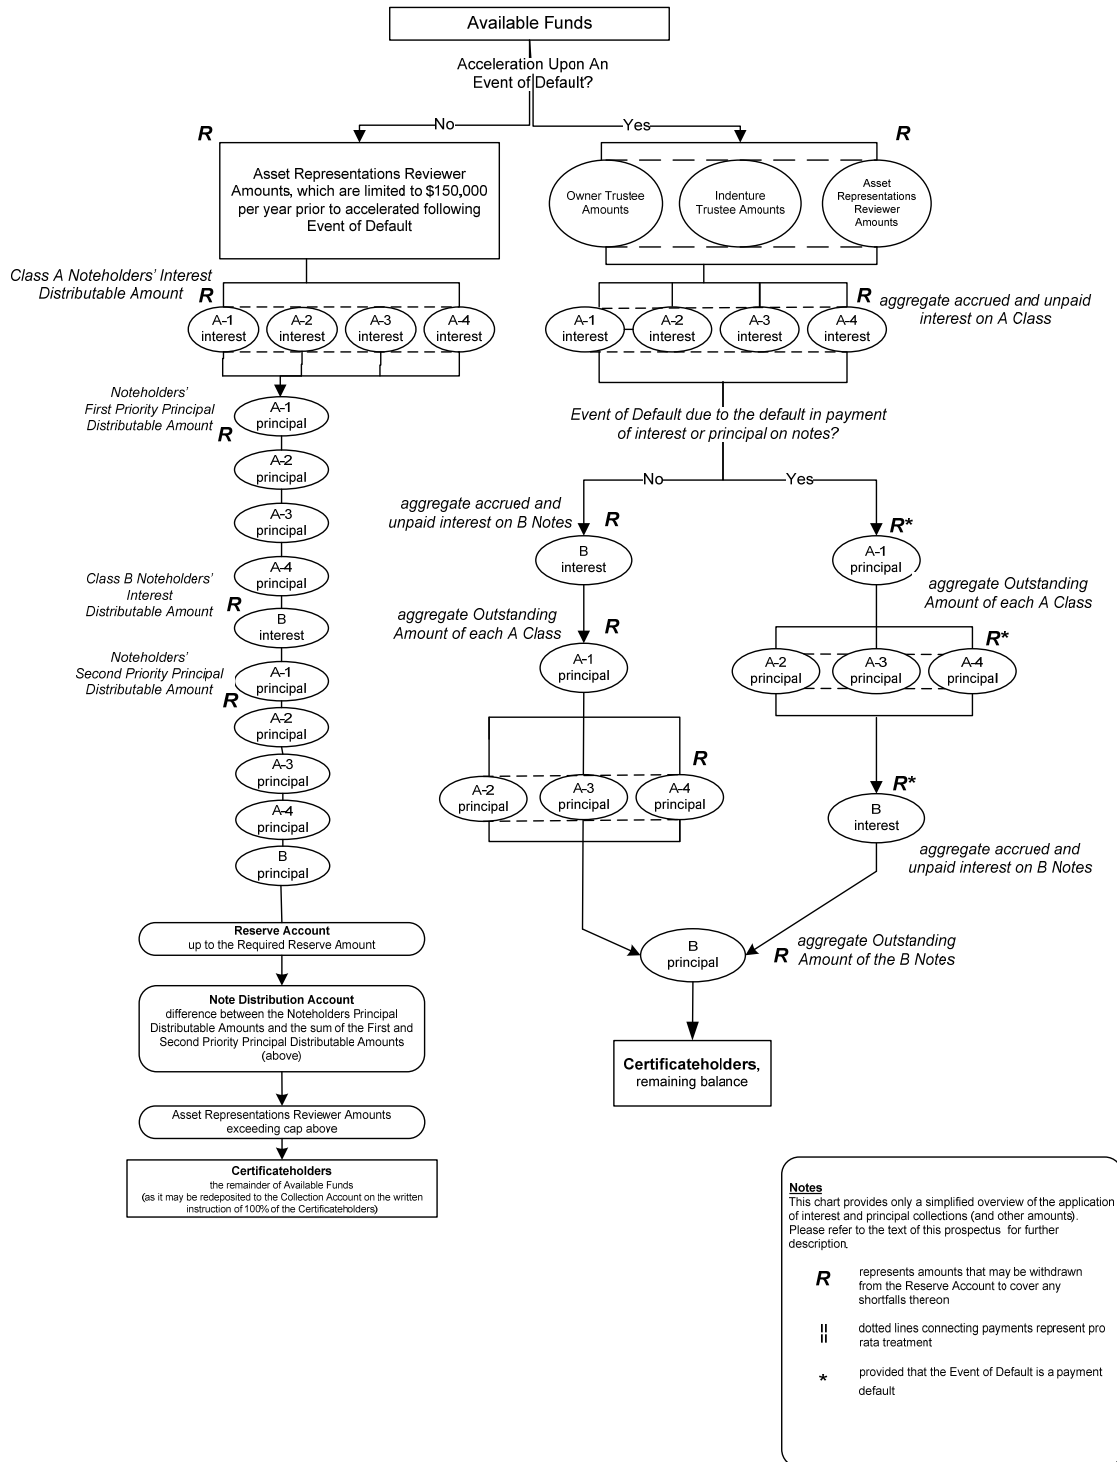 Available Funds
Acceleration Upon An
Event of Default?
No
Yes
R
R
Asset Representations Reviewer
Amounts, which are limited to $150,000
per year prior to accelerated following
Event of Default
Owner Trustee
Amounts
Indenture
Trustee Amounts
Asset
Representations
Reviewer
Amounts
Class A Noteholders' Interest
Distributable Amount
R
A-1
interest
A-2
interest
A-3
interest
A-4
interest
A-1
interest
A-2
interest
A-3
interest
A-4
interest
R
aggregate accrued and unpaid
interest on A Class
Noteholders'
First Priority Principal
Distributable Amount
R
A-1
principal
A-2
principal
A-3
principal
A-4
principal
Class B Noteholders'
Interest
Distributable Amount
R
B
interest
Noteholders'
Second Priority Principal
Distributable Amount
R
A-1
principal
A-2
principal
A-3
principal
A-4
principal
B
principal
Reserve Account
up to the Required Reserve Amount
Note Distribution Account
difference between the Noteholders Principal
Distributable Amounts and the sum of the First and
Second Priority Principal Distributable Amounts
(above)
Asset Representations Reviewer Amounts
exceeding cap above
Certificateholders
the remainder of Available Funds
(as it may be redeposited to the Collection Account on the written
instruction of 100% of the Certificateholders)
Event of Default due to the default in payment
of interest or principal on notes?
No
Yes
aggregate accrued and
unpaid interest on B Notes
R
B
interest
aggregate Outstanding
Amount of each A Class
R
A-1
principal
R
A-2
principal
A-3
principal
A-4
principal
R*
A-1
principal
aggregate Outstanding
Amount of each A Class
R*
A-2
principal
A-3
principal
A-4
principal
R*
B
interest
aggregate accrued and
unpaid interest on B Notes
B
principal
R
aggregate Outstanding
Amount of the B Notes
Certificateholders,
remaining balance
Notes
This chart provides only a simplified overview of the application
of interest and principal collections (and other amounts).
Please refer to the text of this prospectus for further
description.
R
represents amounts that may be withdrawn
from the Reserve Account to cover any
shortfalls thereon
dotted lines connecting payments represent pro
rata treatment
*
provided that the Event of Default is a payment
default